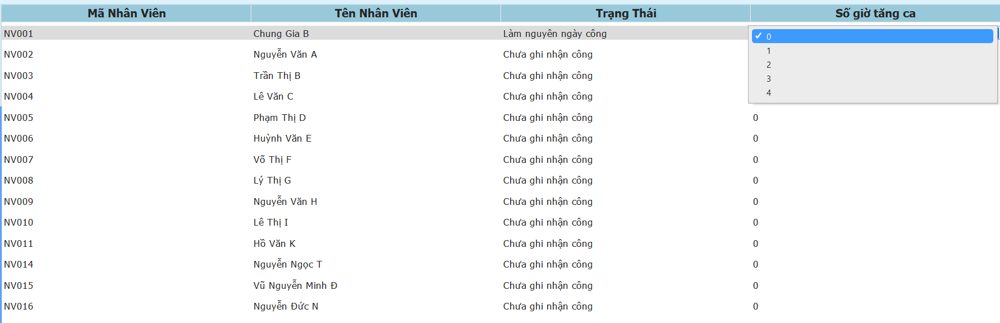 Mã Nhân Viên Tên Nhân Viên Trạng Thái Số giờ tăng ca
NV001 Chung Gia B Làm nguyên ngày công 0
1
NV002 Nguyễn Văn A Chưa ghi nhận công
2
NV003 Trần Thị B Chưa ghi nhận công
3
4
NV004 Lê Văn C Chưa ghi nhận công
NV005 Phạm Thị D Chưa ghi nhận công 0
NV006 Huỳnh Văn E Chưa ghi nhận công 0
NV007 Võ Thị F Chưa ghi nhận công 0
NV008 Lý Thị G Chưa ghi nhận công 0
NV009 Nguyễn Văn H Chưa ghi nhận công 0
NV010 Lê Thị I Chưa ghi nhận công 0
NV011 Hồ Văn K Chưa ghi nhận công 0
NV014 Nguyễn Ngọc T Chưa ghi nhận công 0
NV015 Vũ Nguyễn Minh Đ Chưa ghi nhận công 0
NV016 Nguyễn Đức N Chưa ghi nhận công 0